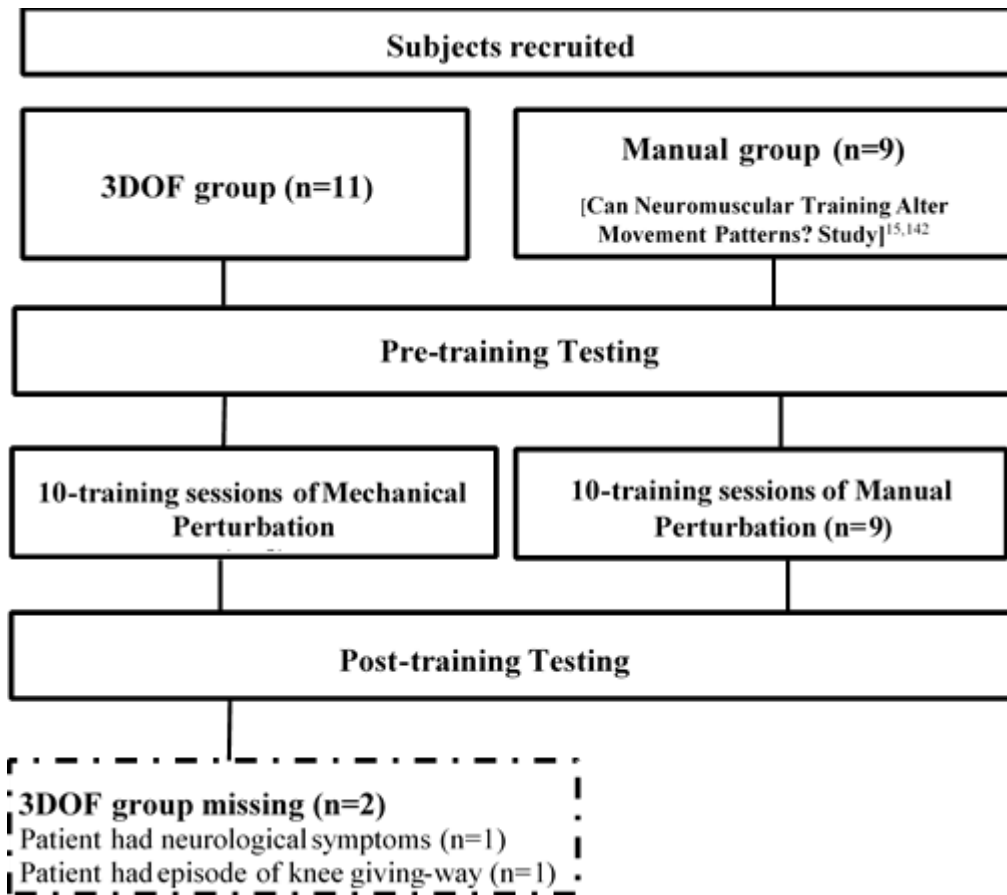 Subjects recruited
3DOF group (n=11)
Manual group (n=9)
[Can Neuromuscular Training Alter
Movement Patterns? Study]15,142
Pre-training Testing
10-training sessions of Mechanical
Perturbation
10-training sessions of Manual
Perturbation (n=9)
Post-training Testing
3DOF group missing (n=2)
Patient had neurological symptoms (n=1)
Patient had episode of knee giving-way (n=1)